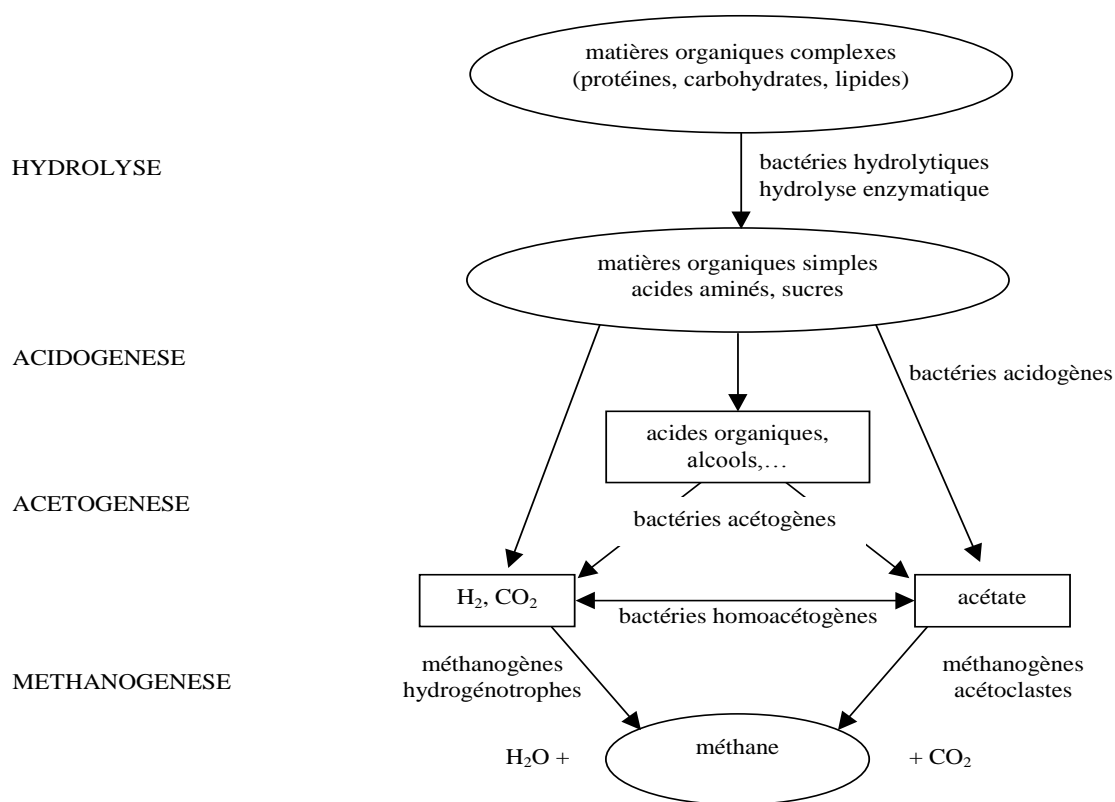 matières organiques complexes
(protéines, carbohydrates, lipides)
HYDROLYSE
bactéries hydrolytiques
hydrolyse enzymatique
matières organiques simples
acides aminés, sucres
ACIDOGENESE
bactéries acidogènes
acides organiques,
alcools,…
ACETOGENESE
bactéries acétogènes
H₂, CO₂
bactéries homoacétogènes
acétate
METHANOGENESE
méthanogènes
hydrogénotrophes
méthanogènes
acétoclastes
H₂O +
méthane
+ CO₂